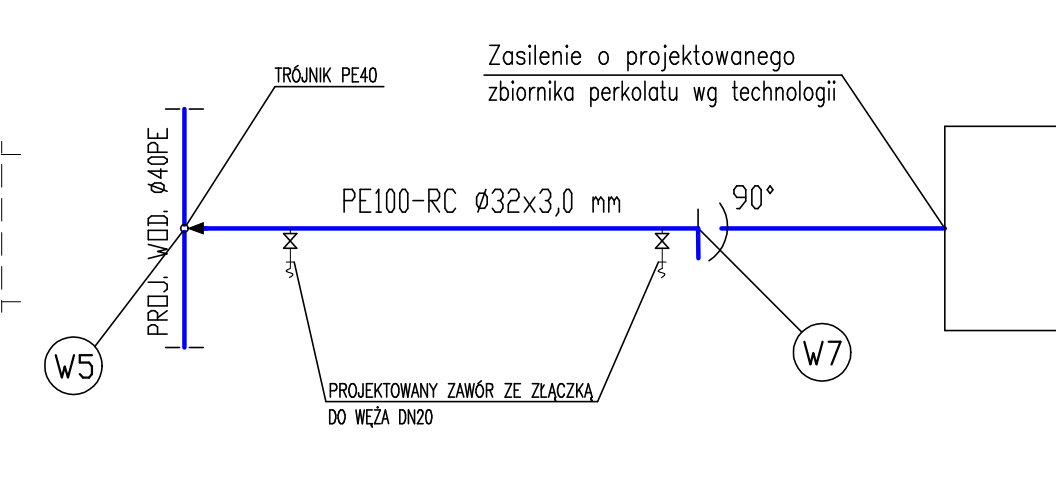 Zasilenie o projektowanego
zbiornika perkolatu wg technologii
TRÓJNIK PE40
PROJ. WOD. ø40PE
PE100-RC Ø32x3,0 mm
90°
W5
W7
PROJEKTOWANY ZAWÓR ZE ZŁĄCZKĄ
DO WĘŻA DN20